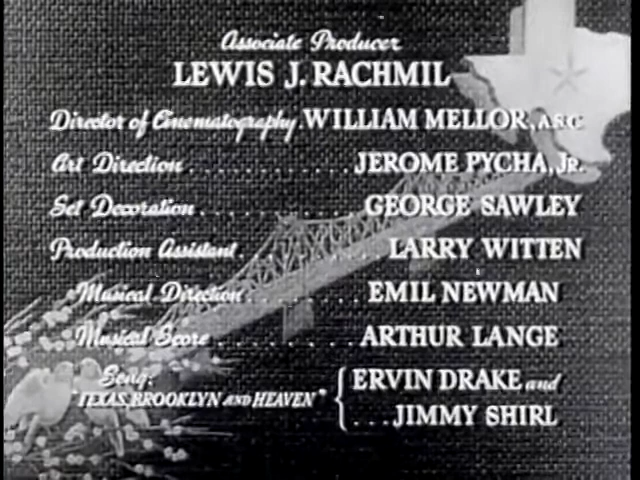 Associate Producer
LEWIS J. RACHMIL
Director of Cinematography. WILLIAM MELLOR, A.S.C.
Art Direction . . . . . . . . . . . JEROME PYCHA, Jr.
Set Decoration . . . . . . . . . . . GEORGE SAWLEY
Production Assistant. . . . . . . . . LARRY WITTEN
Musical Direction . . . . . . . . EMIL NEWMAN
Musical Score . . . . . . . . . ARTHUR LANGE
Song:
"TEXAS, BROOKLYN AND HEAVEN" { ERVIN DRAKE and
. . . JIMMY SHIRL